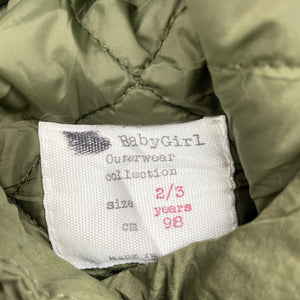 BabyGirl
Outerwear
collection
size 2/3
years
cm 98